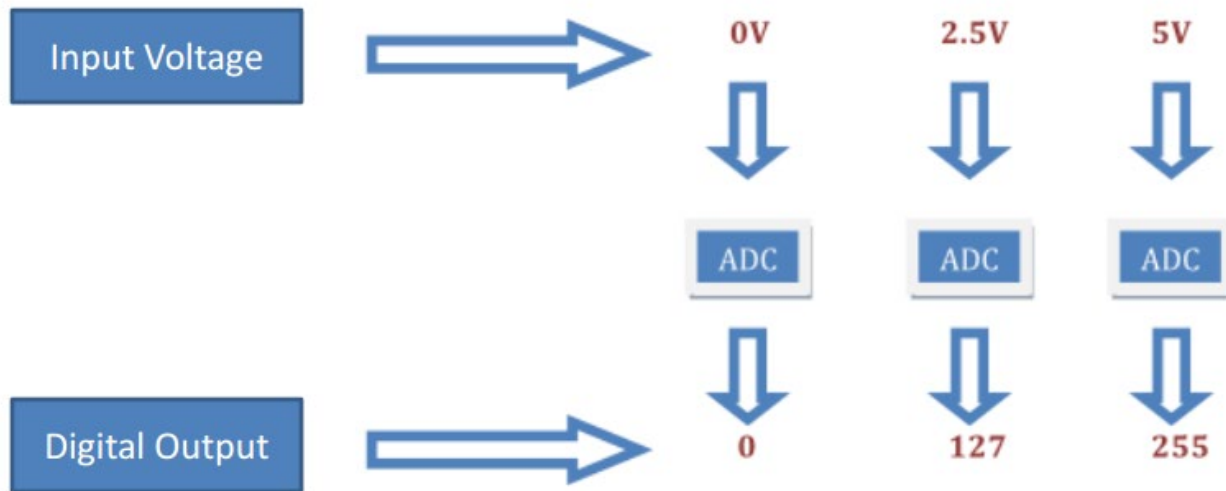 Input Voltage
0V 2.5V 5V
ADC ADC ADC
Digital Output
0 127 255